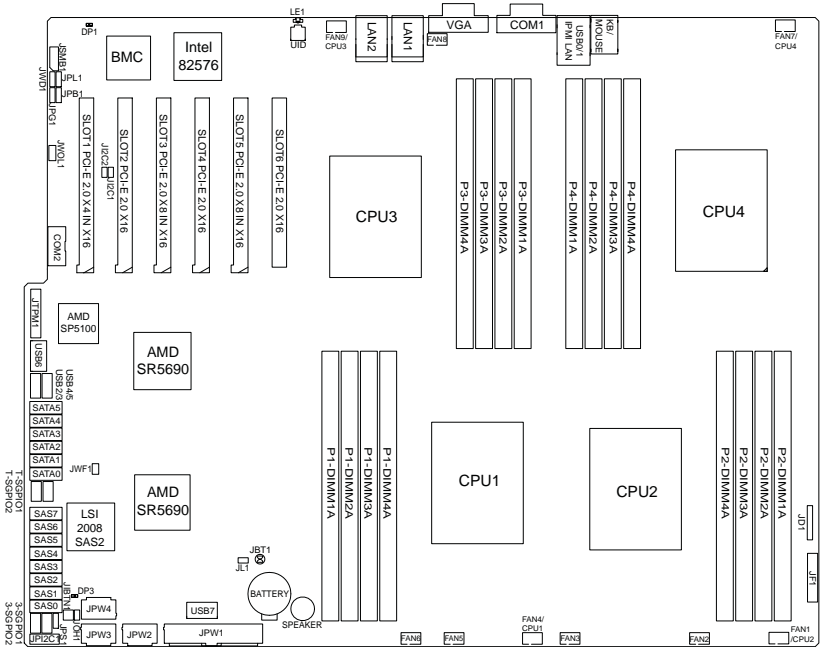 LE1
DP1
UID
FAN9/
CPU3
LAN2
LAN1
VGA
FAN8
COM1
USB0/1
IPMI LAN
KB/
MOUSE
FAN7/
CPU4
BMC
Intel
82576
JSMB1
JWD1
JPL1
JPB1
JPG1
JWOL1
COM2
SLOT1 PCI-E 2.0 X4 IN X16
JI2C2
JI2C1
SLOT2 PCI-E 2.0 X16
SLOT3 PCI-E 2.0 X8 IN X16
SLOT4 PCI-E 2.0 X16
SLOT5 PCI-E 2.0 X8 IN X16
SLOT6 PCI-E 2.0 X16
CPU3
P3-DIMM4A
P3-DIMM3A
P3-DIMM2A
P3-DIMM1A
P4-DIMM1A
P4-DIMM2A
P4-DIMM3A
P4-DIMM4A
CPU4
JTPM1
AMD
SP5100
USB6
USB4/5
USB2/3
AMD
SR5690
SATA5
SATA4
SATA3
SATA2
SATA1
SATA0
JWF1
T-SGPIO1
T-SGPIO2
AMD
SR5690
LSI
2008
SAS2
SAS7
SAS6
SAS5
SAS4
SAS3
SAS2
SAS1
SAS0
P1-DIMM1A
P1-DIMM2A
P1-DIMM3A
P1-DIMM4A
CPU1
CPU2
P2-DIMM4A
P2-DIMM3A
P2-DIMM2A
P2-DIMM1A
JD1
JF1
JBT1
JL1
BATTERY
SPEAKER
DP3
JIBTN1
JOH1
JPS1
3-SGPIO1
3-SGPIO2
JPI2C1
JPW4
JPW3
JPW2
USB7
JPW1
FAN6
FAN5
FAN4/
CPU1
FAN3
FAN2
FAN1
/CPU2